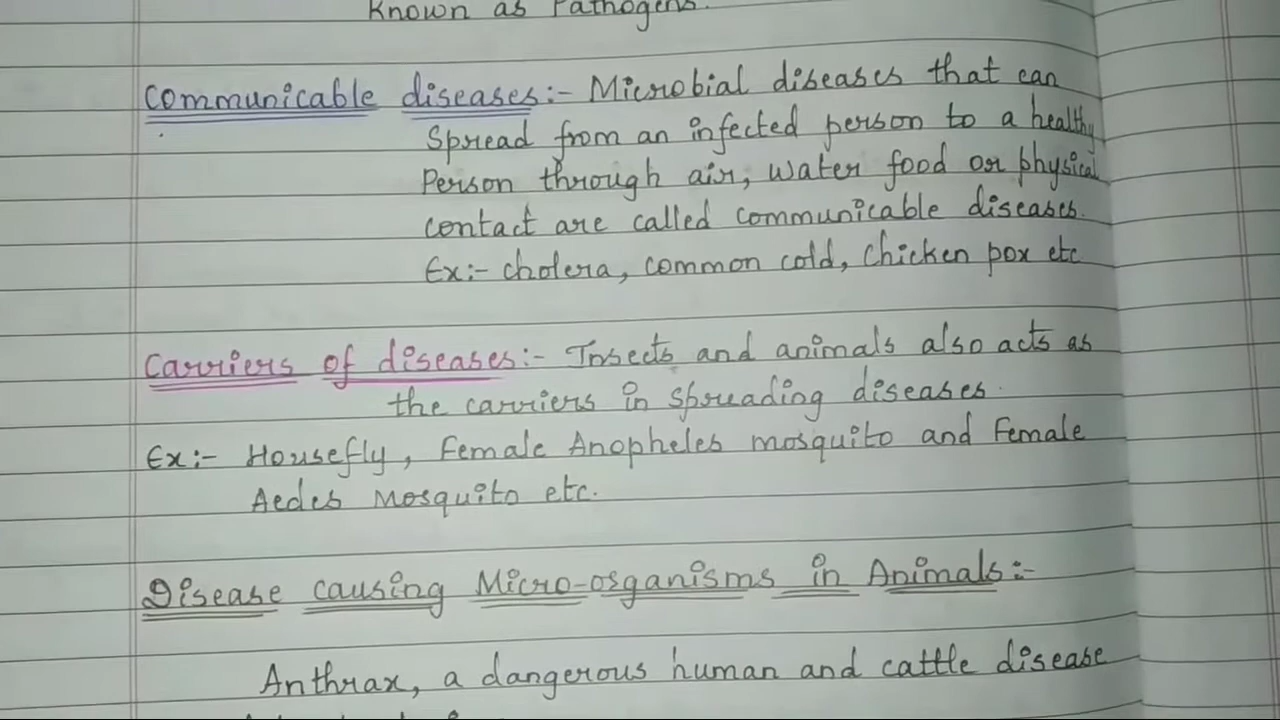 Known as Pathogens.
Communicable diseases:- Microbial diseases that can
Spread from an infected person to a healthy
Person through air, water food or physical
contact are called communicable diseases.
Ex:- cholera, common cold, chicken pox etc
Carriers of diseases:- Insects and animals also acts as
the carriers in spreading diseases.
Ex:- Housefly, Female Anopheles mosquito and Female
Aedes Mosquito etc.
Disease causing Micro-organisms in Animals:-
Anthrax, a dangerous human and cattle disease